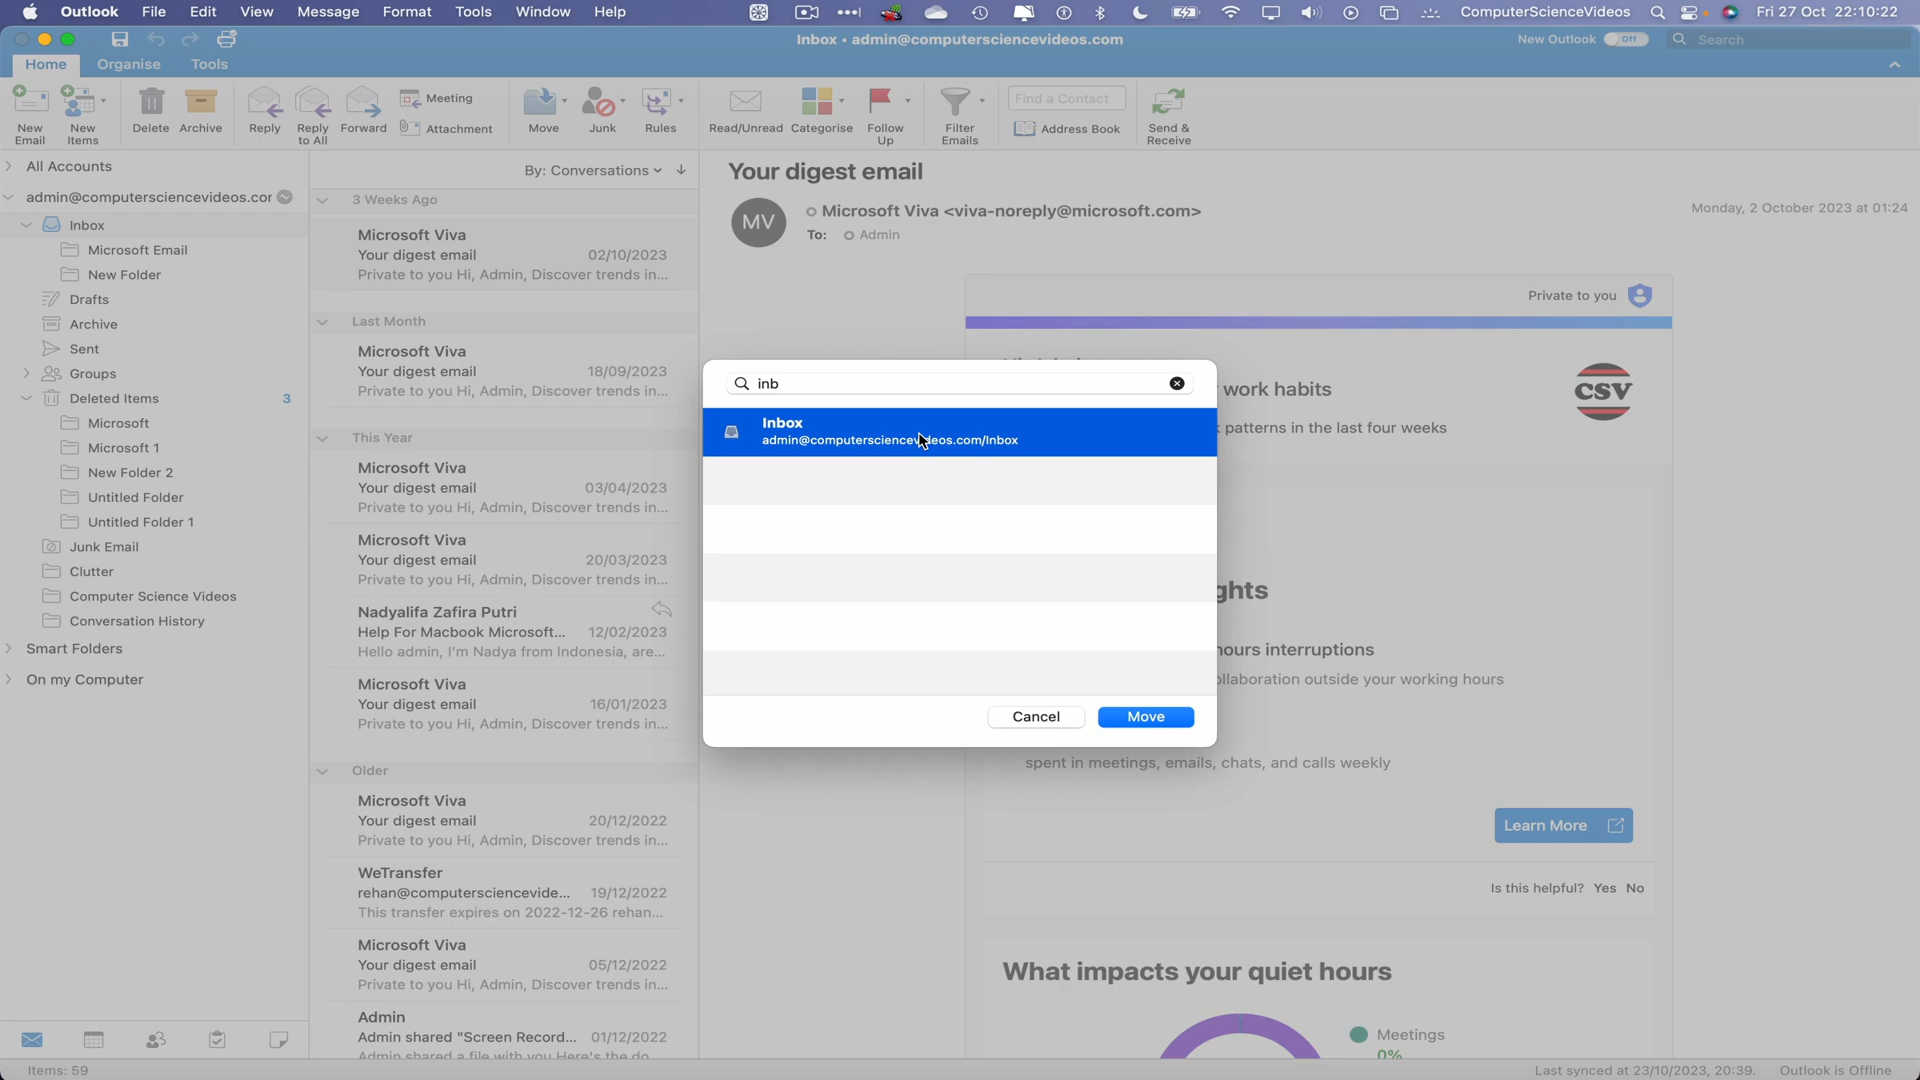 Outlook File Edit View Message Format Tools Window Help ComputerScienceVideos Fri 27 Oct 22:10:22
Inbox • admin@computersciencevideos.com New Outlook Off Search
Home Organise Tools
New Email
New Items
Delete
Archive
Reply
Reply to All
Forward
Meeting
Attachment
Move
Junk
Rules
Read/Unread
Categorise
Follow Up
Filter Emails
Find a Contact
Address Book
Send & Receive
All Accounts
admin@computersciencevideos.cor
Inbox
Microsoft Email
New Folder
Drafts
Archive
Sent
Groups
Deleted Items 3
Microsoft
Microsoft 1
New Folder 2
Untitled Folder
Untitled Folder 1
Junk Email
Clutter
Computer Science Videos
Conversation History
Smart Folders
On my Computer
Items: 59
By: Conversations
3 Weeks Ago
Microsoft Viva
Your digest email 02/10/2023
Private to you Hi, Admin, Discover trends in...
Last Month
Microsoft Viva
Your digest email 18/09/2023
Private to you Hi, Admin, Discover trends in...
This Year
Microsoft Viva
Your digest email 03/04/2023
Private to you Hi, Admin, Discover trends in...
Microsoft Viva
Your digest email 20/03/2023
Private to you Hi, Admin, Discover trends in...
Nadyalifa Zafira Putri
Help For Macbook Microsoft... 12/02/2023
Hello admin, I'm Nadya from Indonesia, are...
Microsoft Viva
Your digest email 16/01/2023
Private to you Hi, Admin, Discover trends in...
Older
Microsoft Viva
Your digest email 20/12/2022
Private to you Hi, Admin, Discover trends in...
WeTransfer
rehan@computersciencevide... 19/12/2022
This transfer expires on 2022-12-26 rehan...
Microsoft Viva
Your digest email 05/12/2022
Private to you Hi, Admin, Discover trends in...
Admin
Admin shared "Screen Record... 01/12/2022
Admin shared a file with you Here's the do
Your digest email
MV
Microsoft Viva <viva-noreply@microsoft.com>
To: Admin
Monday, 2 October 2023 at 01:24
Private to you
work habits
CSV
patterns in the last four weeks
inb
Inbox
admin@computersciencev eos.com/Inbox
Cancel Move
ghts
ours interruptions
ollaboration outside your working hours
spent in meetings, emails, chats, and calls weekly
Learn More
Is this helpful? Yes No
What impacts your quiet hours
Meetings
0%
Last synced at 23/10/2023, 20:39. Outlook is Offline